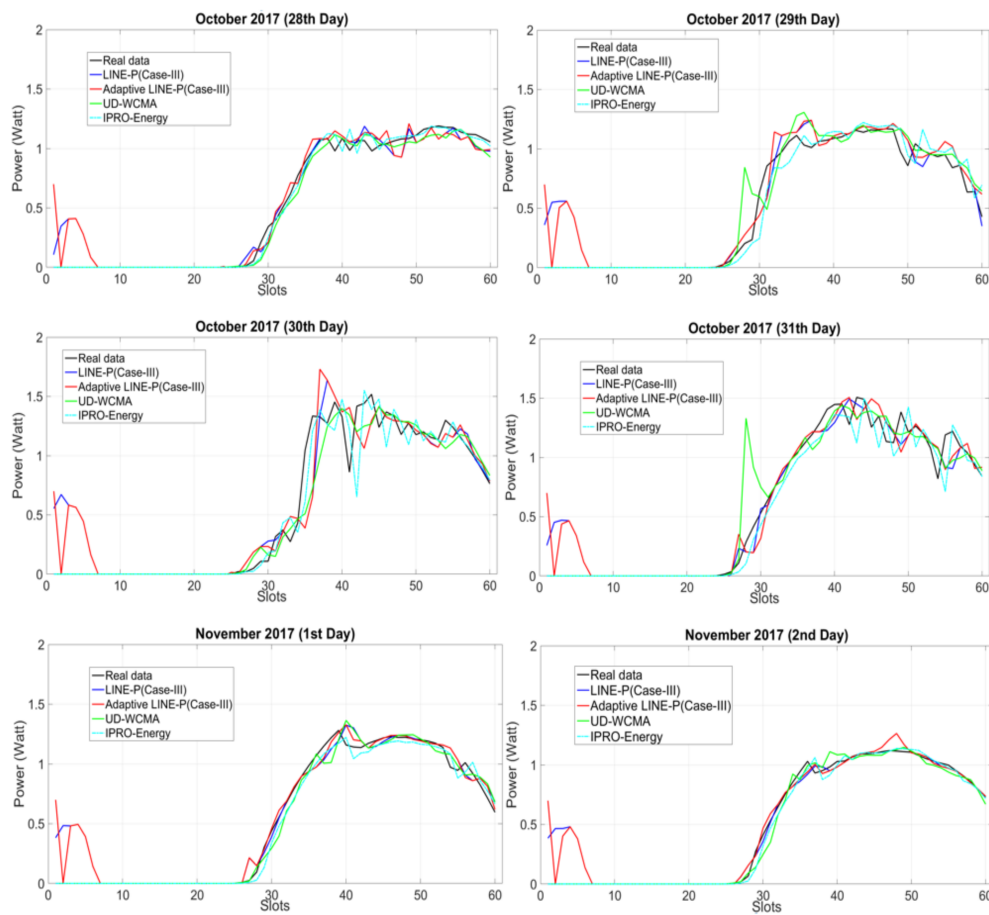 October 2017 (28th Day)
Power (Watt)
2
1.5
1
0.5
0
Real data
LINE-P(Case-III)
Adaptive LINE-P(Case-III)
UD-WCMA
IPRO-Energy
0 10 20 30 40 50 60
Slots
October 2017 (29th Day)
Power (Watt)
2
1.5
1
0.5
0
Real data
LINE-P(Case-III)
Adaptive LINE-P(Case-III)
UD-WCMA
IPRO-Energy
0 10 20 30 40 50 60
Slots
October 2017 (30th Day)
Power (Watt)
2
1.5
1
0.5
0
Real data
LINE-P(Case-III)
Adaptive LINE-P(Case-III)
UD-WCMA
IPRO-Energy
0 10 20 30 40 50 60
Slots
October 2017 (31th Day)
Power (Watt)
2
1.5
1
0.5
0
Real data
LINE-P(Case-III)
Adaptive LINE-P(Case-III)
UD-WCMA
IPRO-Energy
0 10 20 30 40 50 60
Slots
November 2017 (1st Day)
Power (Watt)
2
1.5
1
0.5
0
Real data
LINE-P(Case-III)
Adaptive LINE-P(Case-III)
UD-WCMA
IPRO-Energy
0 10 20 30 40 50 60
Slots
November 2017 (2nd Day)
Power (Watt)
2
1.5
1
0.5
0
Real data
LINE-P(Case-III)
Adaptive LINE-P(Case-III)
UD-WCMA
IPRO-Energy
0 10 20 30 40 50 60
Slots